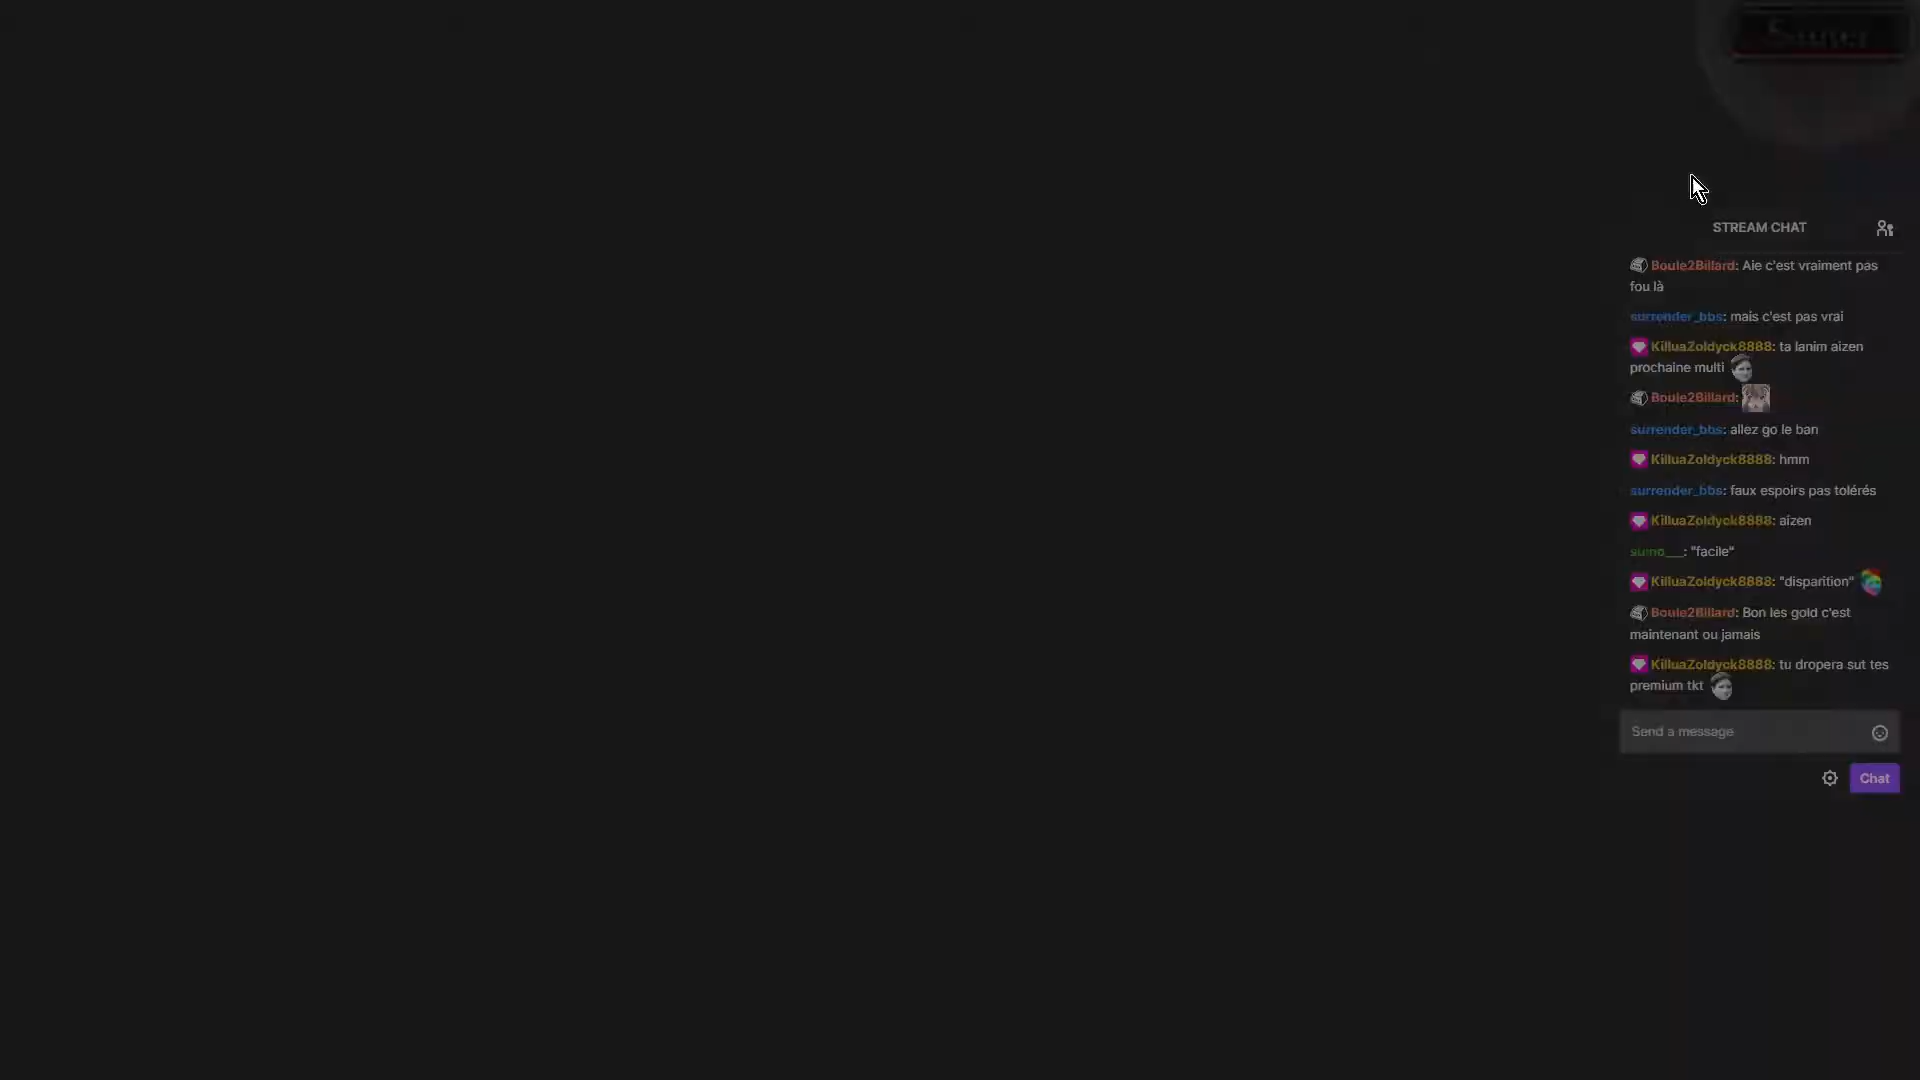 Sauter
STREAM CHAT
Boule2Billard: Aie c'est vraiment pas
fou là
surrender_bbs: mais c'est pas vrai
KilluaZoldyck8888: ta lanim aizen
prochaine multi
Boule2Billard:
surrender_bbs: allez go le ban
KilluaZoldyck8888: hmm
surrender_bbs: faux espoirs pas tolérés
KilluaZoldyck8888: aizen
sumo___: "facile"
KilluaZoldyck8888: "disparition"
Boule2Billard: Bon les gold c'est
maintenant ou jamais
KilluaZoldyck8888: tu dropera sut tes
premium tkt
Send a message
Chat